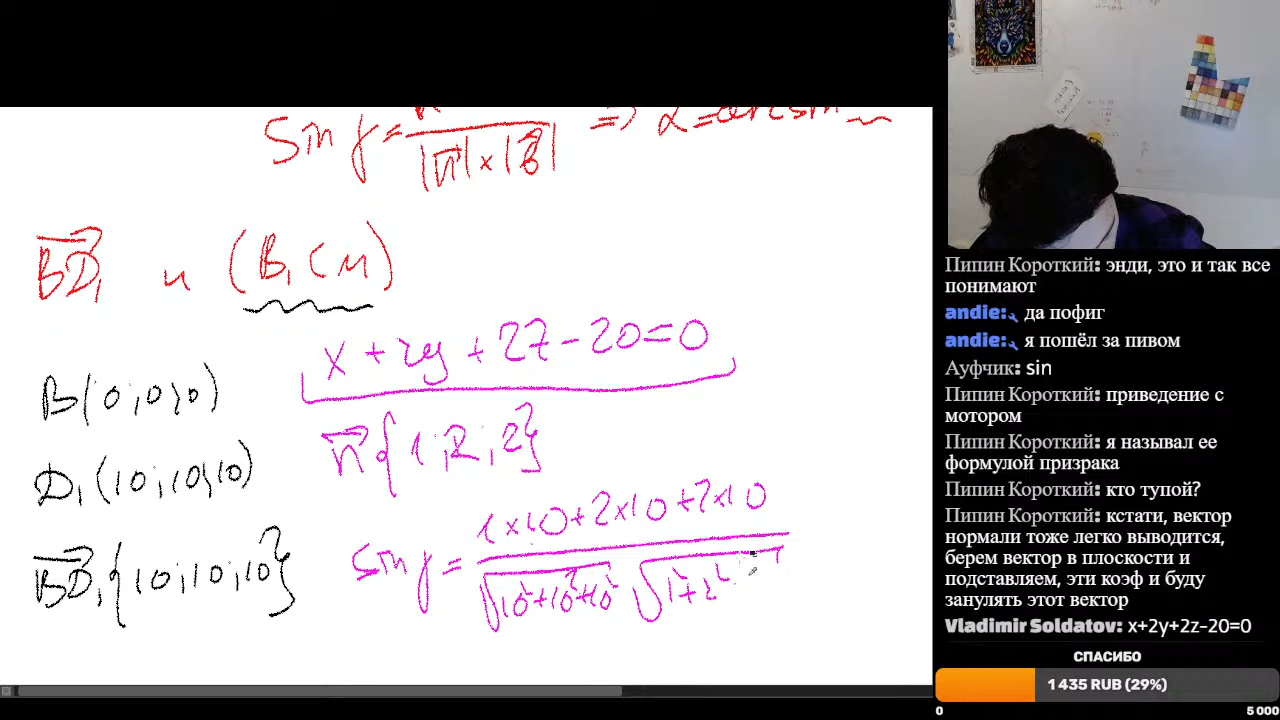 Sin γ = |n⃗| × |B⃗| => α = arcsin
B⃗D₁ и (B₁CM)
x + 2y + 2z - 20 = 0
B(0;0;0)
n⃗{1;2;2}
D₁(10;10;10)
BD₁{10;10;10}
Sin γ = 1×10+2×10+2×10
√10²+10²+10² √1²+2²
Пипин Короткий: энди, это и так все
понимают
andie: да пофиг
andie: я пошёл за пивом
Ауфчик: sin
Пипин Короткий: приведение с
мотором
Пипин Короткий: я называл ее
формулой призрака
Пипин Короткий: кто тупой?
Пипин Короткий: кстати, вектор
нормали тоже легко выводится,
берем вектор в плоскости и
подставляем, эти коэф и буду
занулять этот вектор
Vladimir Soldatov: x+2y+2z-20=0
СПАСИБО
1 435 RUB (29%)
0 5 000